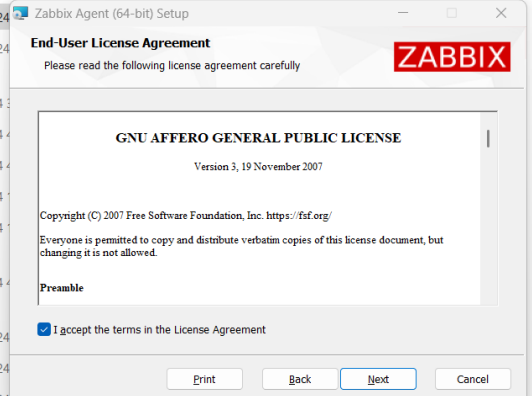 Zabbix Agent (64-bit) Setup
End-User License Agreement
Please read the following license agreement carefully
ZABBIX
GNU AFFERO GENERAL PUBLIC LICENSE
Version 3, 19 November 2007
Copyright (C) 2007 Free Software Foundation, Inc. https://fsf.org/
Everyone is permitted to copy and distribute verbatim copies of this license document, but
changing it is not allowed.
Preamble
I accept the terms in the License Agreement
Print
Back
Next
Cancel